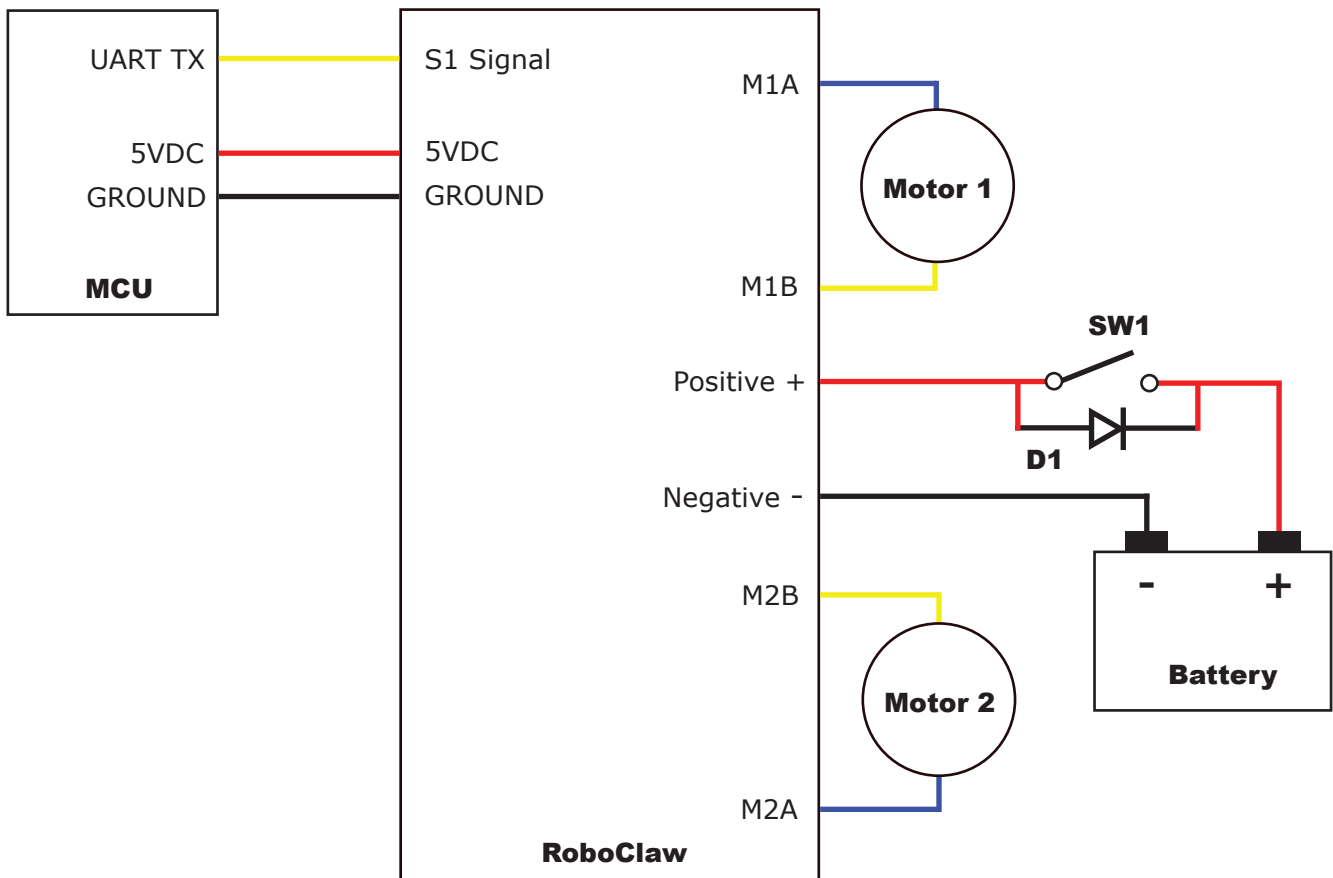 UART TX
5VDC
GROUND
MCU
S1 Signal
5VDC
GROUND
M1A
Motor 1
M1B
SW1
Positive +
D1
Negative -
- +
Battery
M2B
Motor 2
M2A
RoboClaw